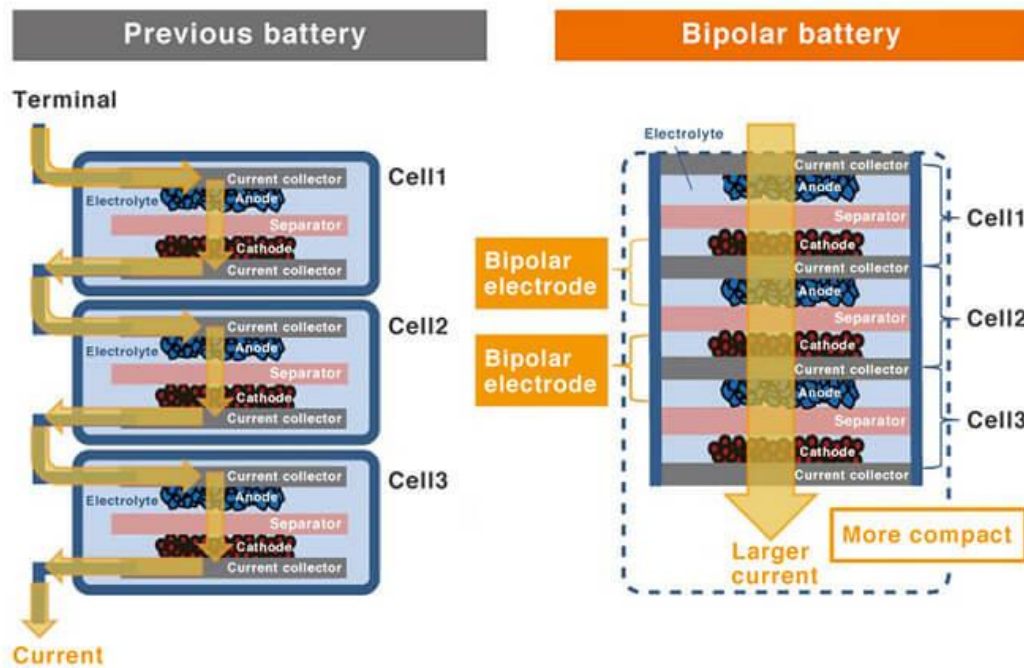 Previous battery
Terminal
Current collector
Cell1
Electrolyte
Anode
Separator
Cathode
Current collector
Current collector
Cell2
Electrolyte
Anode
Separator
Cathode
Current collector
Current collector
Cell3
Electrolyte
Anode
Separator
Cathode
Current collector
Current
Bipolar battery
Electrolyte
Current collector
Anode
Separator
Cell1
Cathode
Bipolar
electrode
Current collector
Anode
Separator
Cell2
Cathode
Bipolar
electrode
Current collector
Anode
Separator
Cell3
Cathode
Current collector
More compact
Larger
current